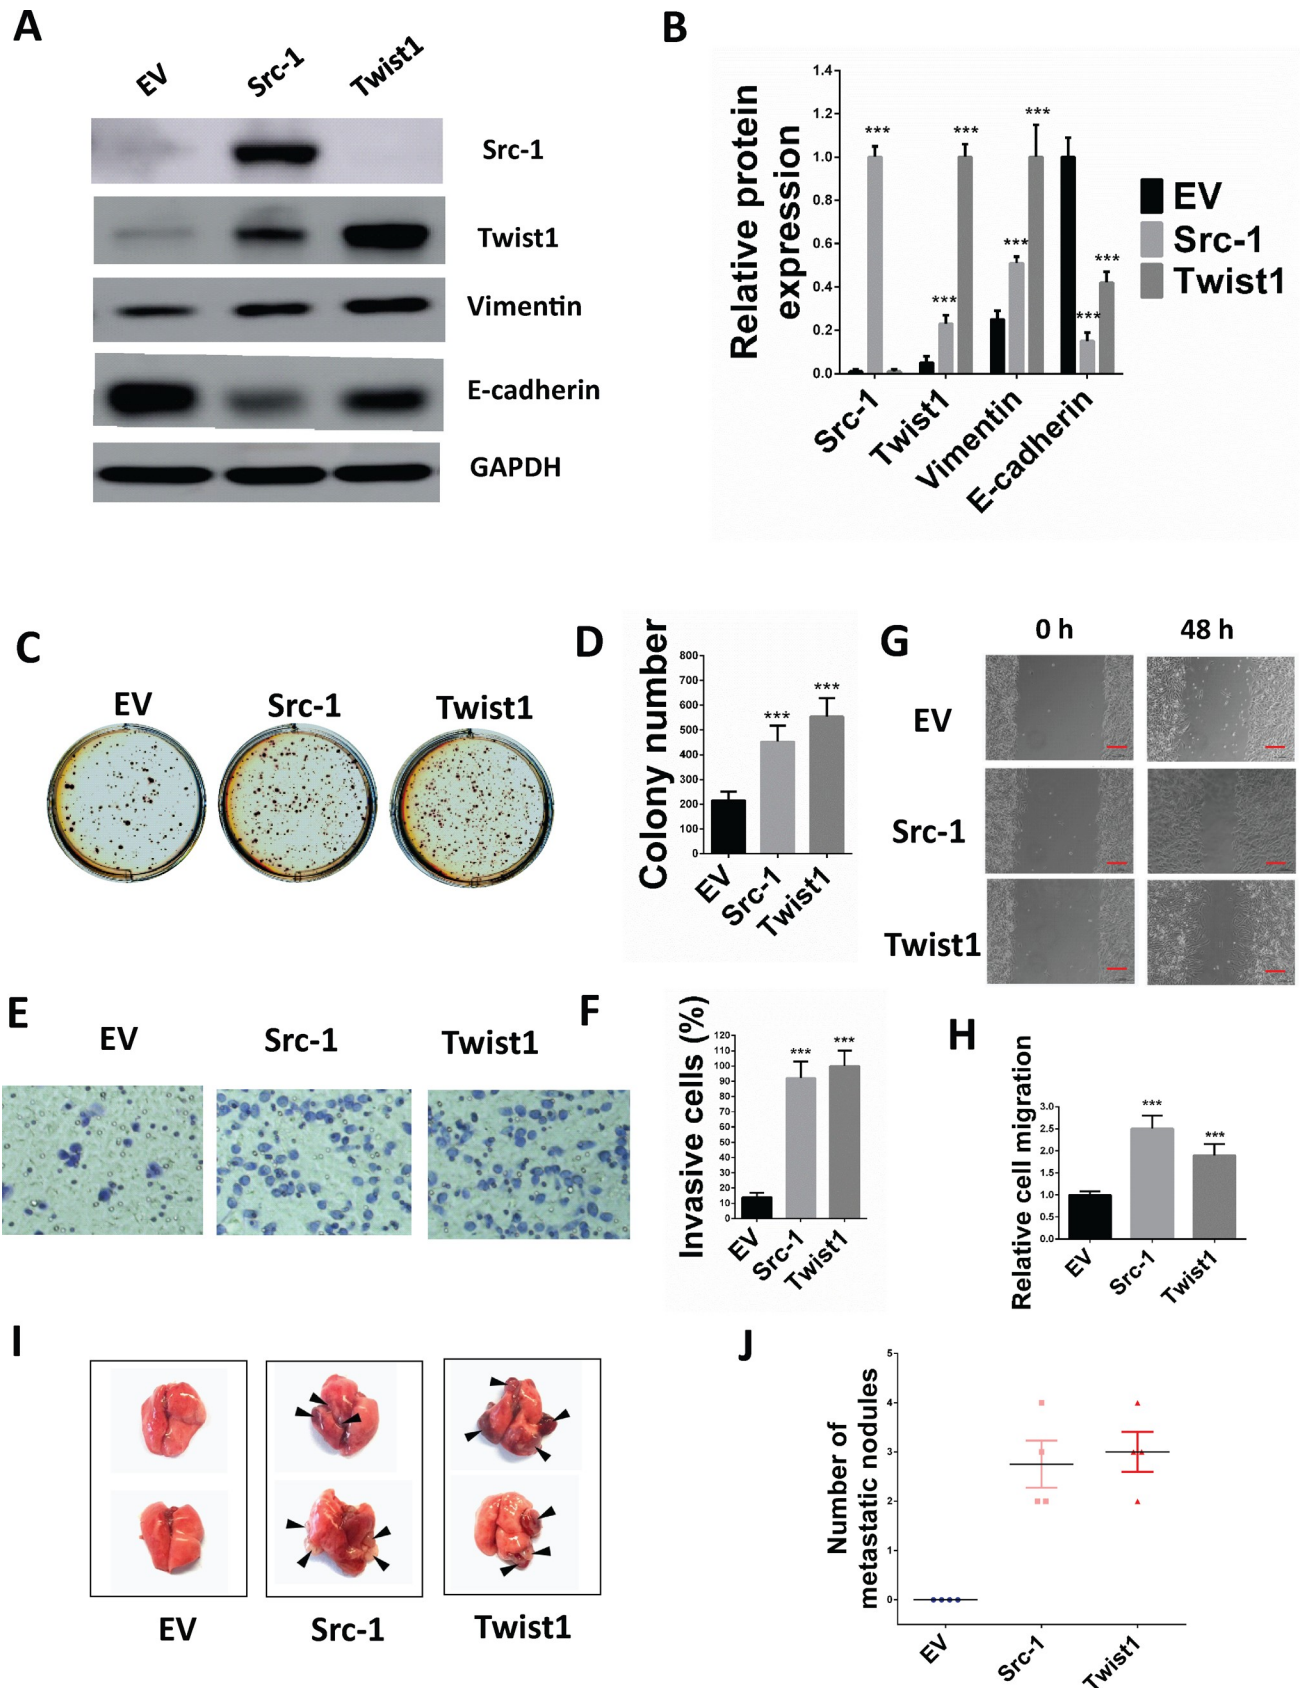 A
EV
Src-1
Twist1
Src-1
Twist1
Vimentin
E-cadherin
GAPDH
B
Relative protein
expression
1.4
1.2
1.0
0.8
0.6
0.4
0.2
0.0
***
***
***
***
***
***
***
Src-1
Twist1
Vimentin
E-cadherin
EV
Src-1
Twist1
C
EV
Src-1
Twist1
D
Colony number
800
700
600
500
400
300
200
100
0
***
***
EV
Src-1
Twist1
G
0 h
48 h
EV
Src-1
Twist1
E
EV
Src-1
Twist1
F
Invasive cells (%)
120
110
100
90
80
70
60
50
40
30
20
10
0
***
***
EV
Src-1
Twist1
H
Relative cell migration
3.0
2.5
2.0
1.5
1.0
0.5
0.0
***
***
EV
Src-1
Twist1
I
EV
Src-1
Twist1
J
Number of
metastatic nodules
5
4
3
2
1
0
EV
Src-1
Twist1